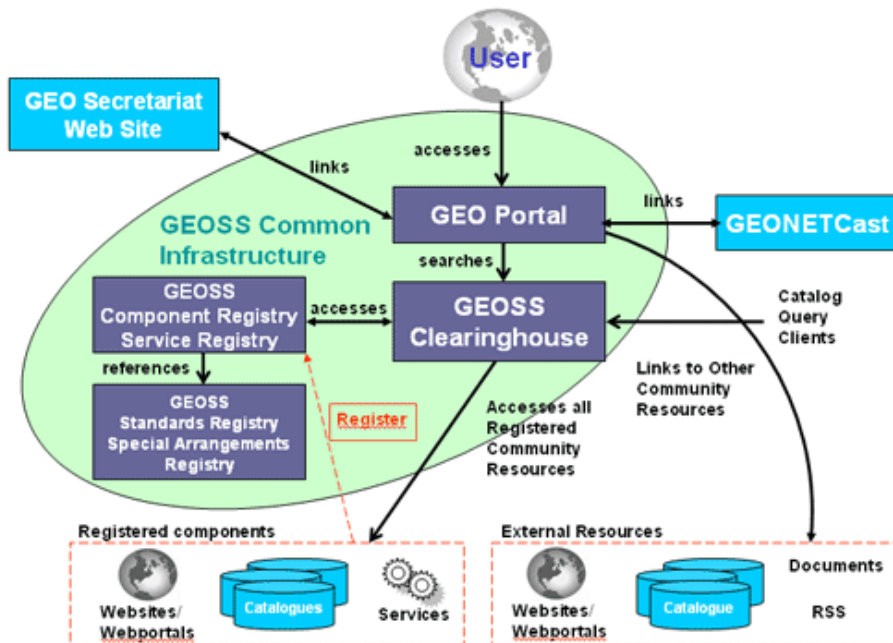 User
GEO Secretariat
Web Site
accesses
links
GEO Portal
links
GEONETCast
GEOSS Common
Infrastructure
searches
GEOSS
Component Registry
Service Registry
accesses
GEOSS
Clearinghouse
Catalog
Query
Clients
references
Links to Other
Community
Resources
GEOSS
Standards Registry
Special Arrangements
Registry
Register
Accesses all
Registered
Community
Resources
Registered components
Websites/
Webportals
Catalogues
Services
External Resources
Websites/
Webportals
Catalogue
Documents
RSS